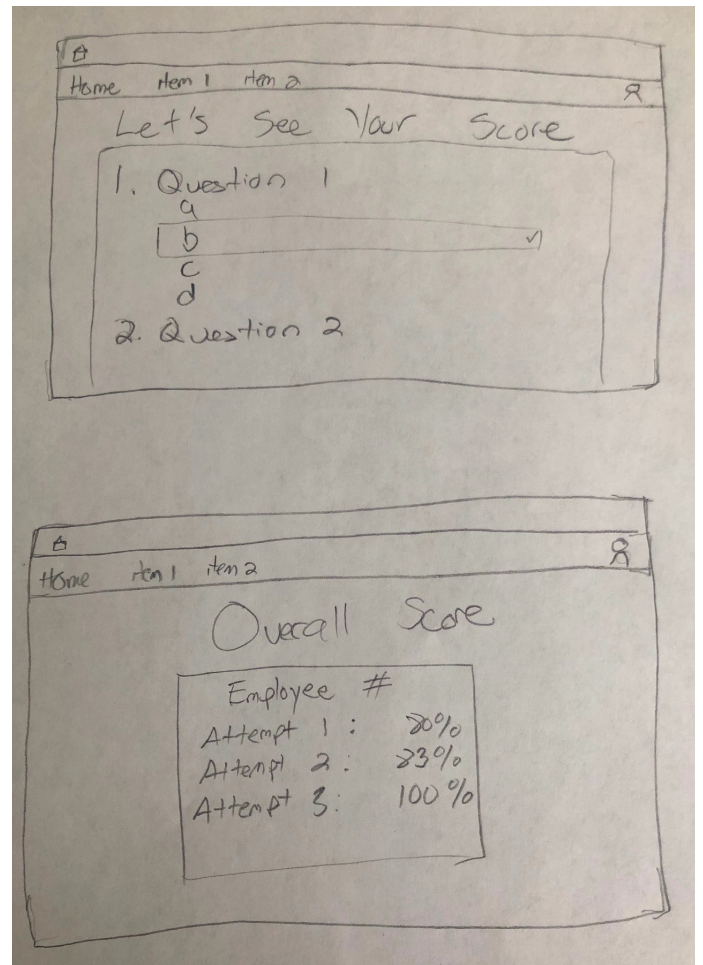 Home Item 1 Item 2
Let's See Your Score
1. Question 1
a
b ✓
c
d
2. Question 2
Home item 1 item 2
Overall Score
Employee #
Attempt 1: 80%
Attempt 2: 83%
Attempt 3: 100%